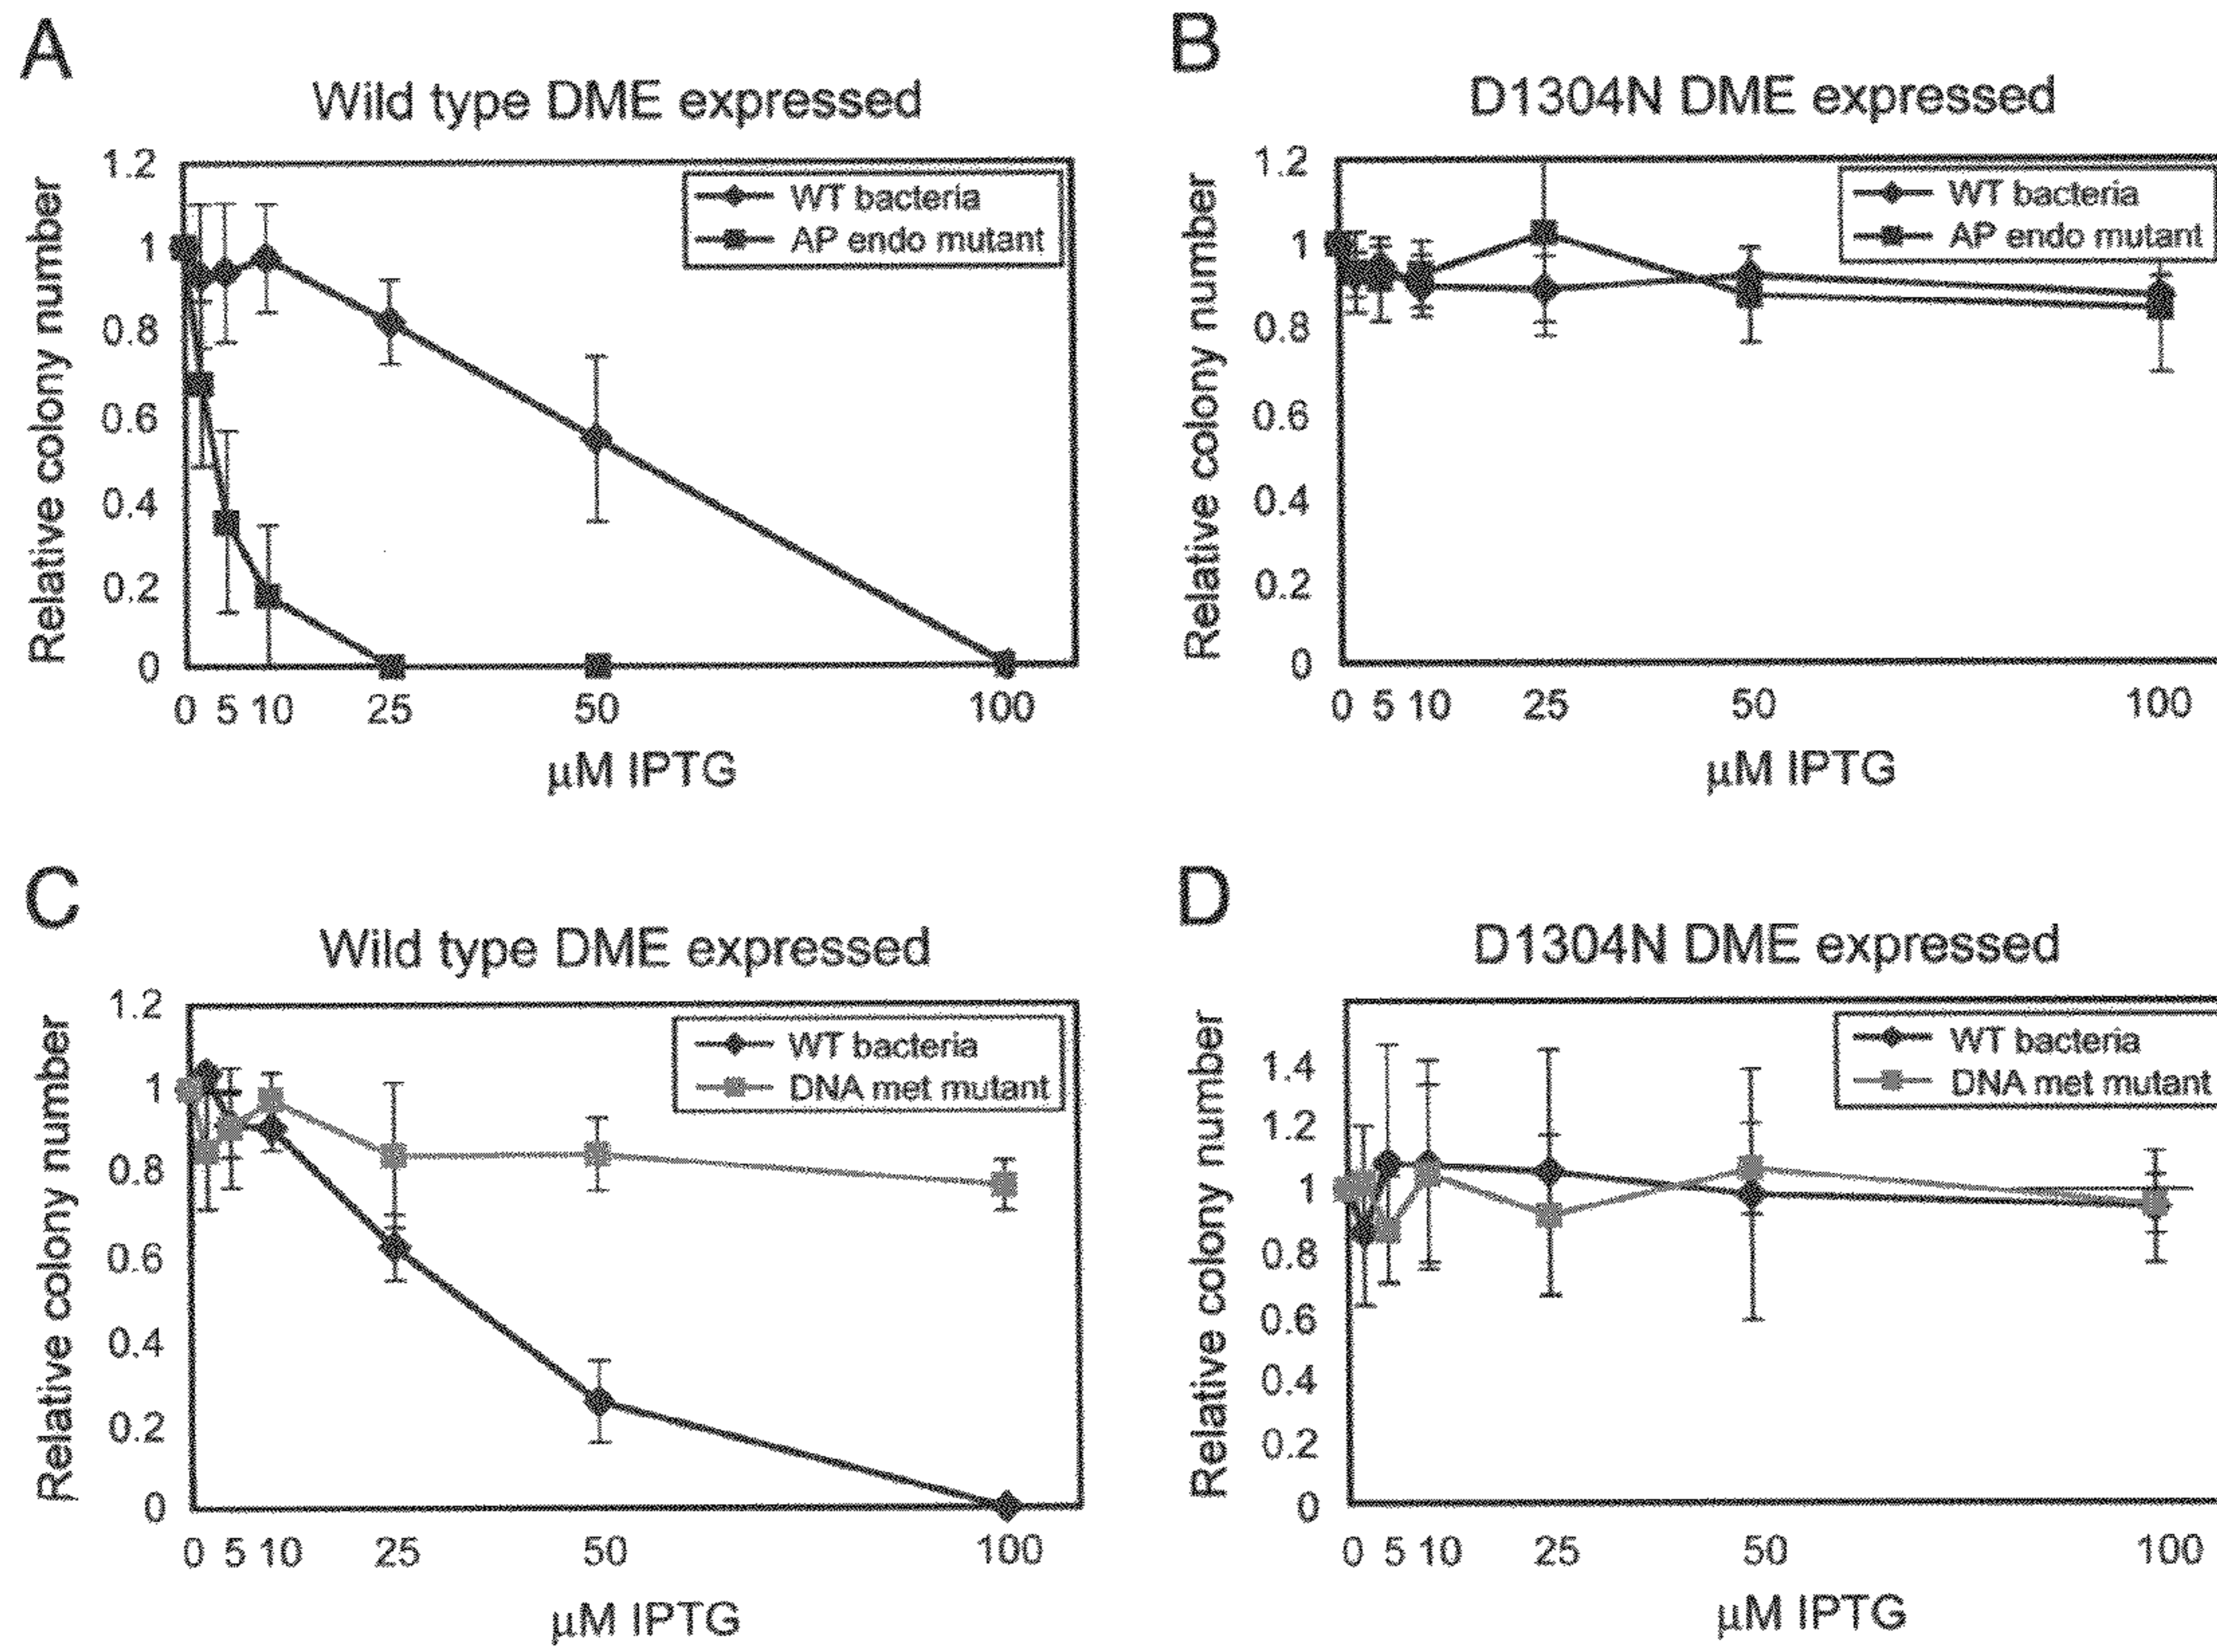 A
Wild type DME expressed
Relative colony number
1.2
1
0.8
0.6
0.4
0.2
0
WT bacteria
AP endo mutant
0 5 10 25 50 100
μM IPTG
B
D1304N DME expressed
Relative colony number
1.2
1
0.8
0.6
0.4
0.2
0
WT bacteria
AP endo mutant
0 5 10 25 50 100
μM IPTG
C
Wild type DME expressed
Relative colony number
1.2
1
0.8
0.6
0.4
0.2
0
WT bacteria
DNA met mutant
0 5 10 25 50 100
μM IPTG
D
D1304N DME expressed
Relative colony number
1.4
1.2
1
0.8
0.6
0.4
0.2
0
WT bacteria
DNA met mutant
0 5 10 25 50 100
μM IPTG